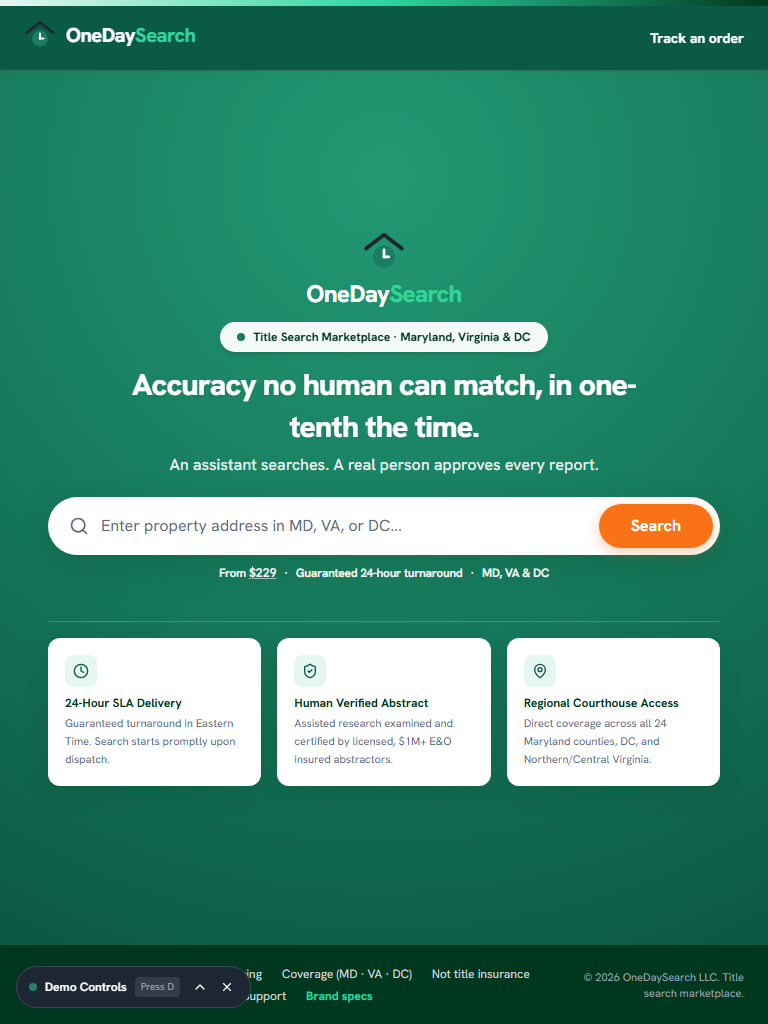 OneDaySearch
Track an order
OneDaySearch
Title Search Marketplace · Maryland, Virginia & DC
Accuracy no human can match, in one-
tenth the time.
An assistant searches. A real person approves every report.
Enter property address in MD, VA, or DC...
Search
From $229 · Guaranteed 24-hour turnaround · MD, VA & DC
24-Hour SLA Delivery
Guaranteed turnaround in Eastern
Time. Search starts promptly upon
dispatch.
Human Verified Abstract
Assisted research examined and
certified by licensed, $1M+ E&O
insured abstractors.
Regional Courthouse Access
Direct coverage across all 24
Maryland counties, DC, and
Northern/Central Virginia.
Demo Controls
Press D
Coverage (MD · VA · DC)
Not title insurance
Brand specs
© 2026 OneDaySearch LLC. Title
search marketplace.